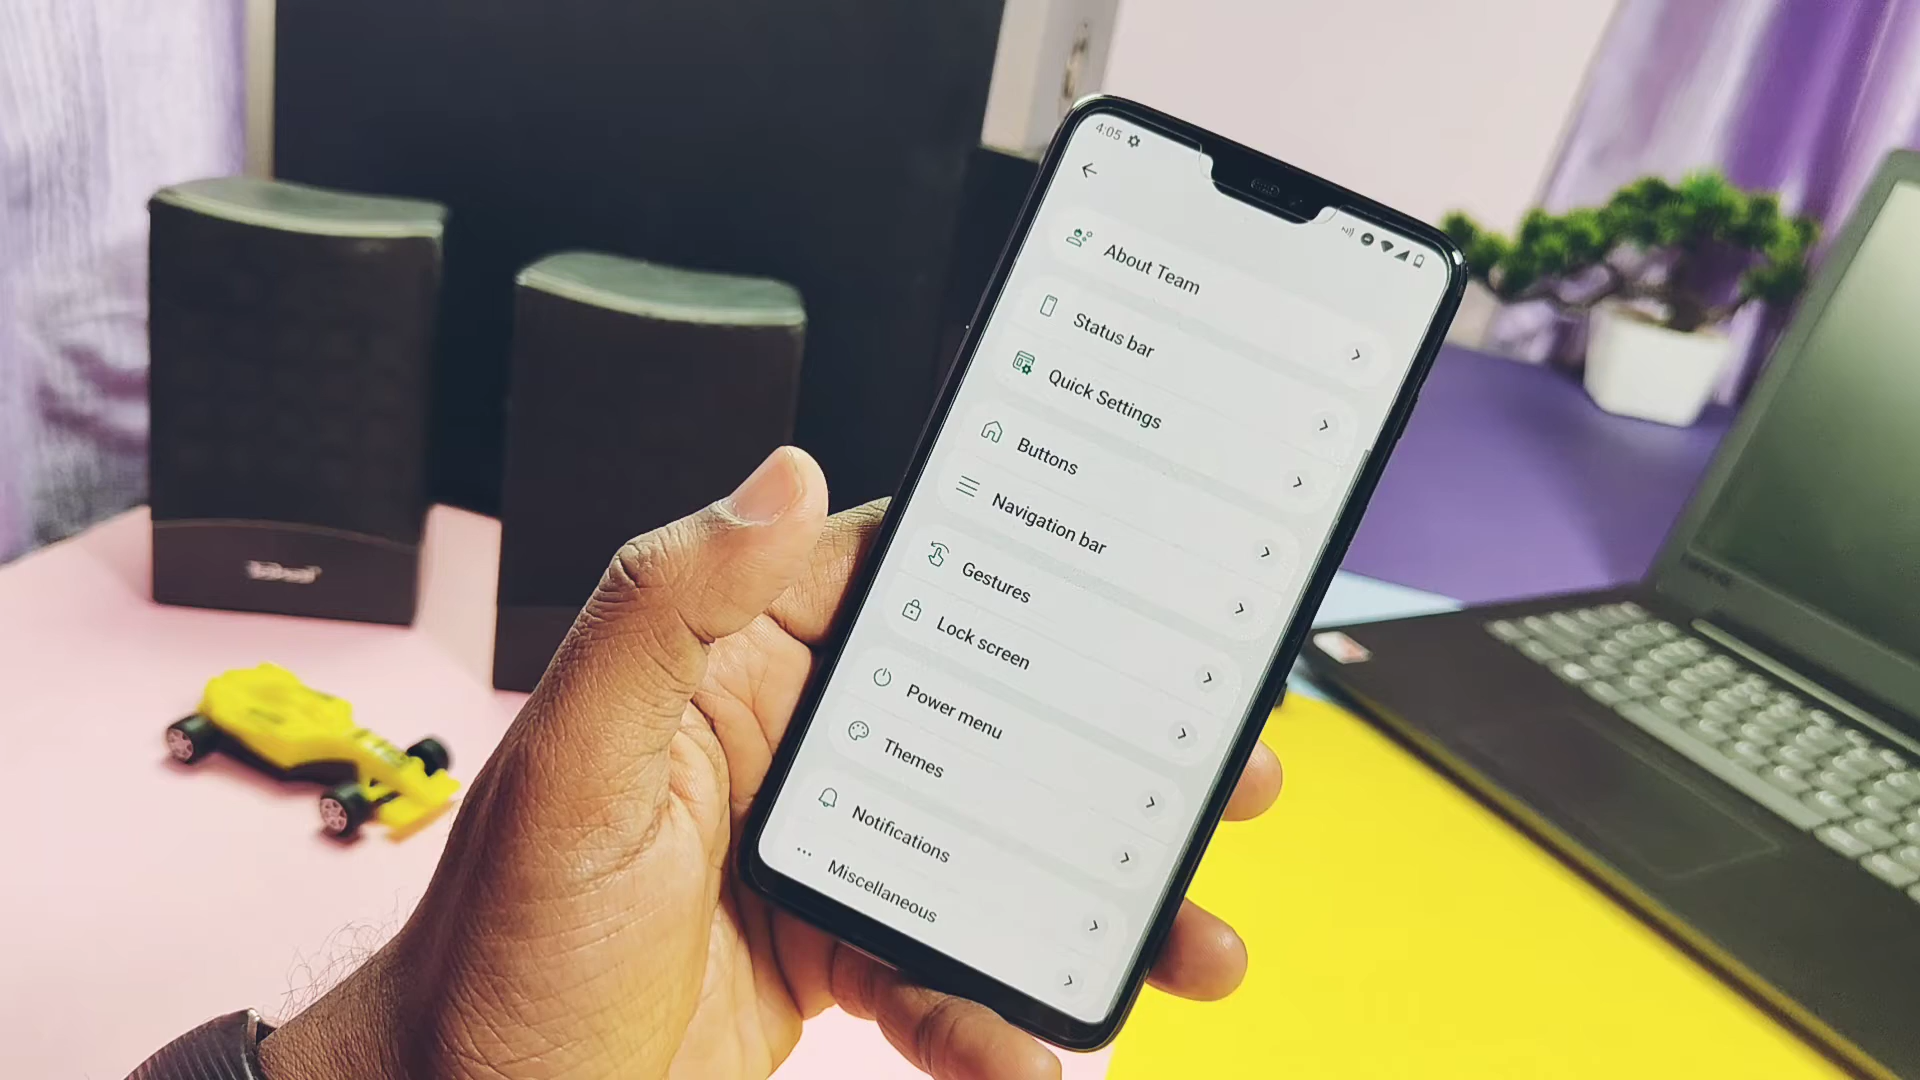 4:05
About Team
Status bar
Quick Settings
Buttons
Navigation bar
Gestures
Lock screen
Power menu
Themes
Notifications
Miscellaneous